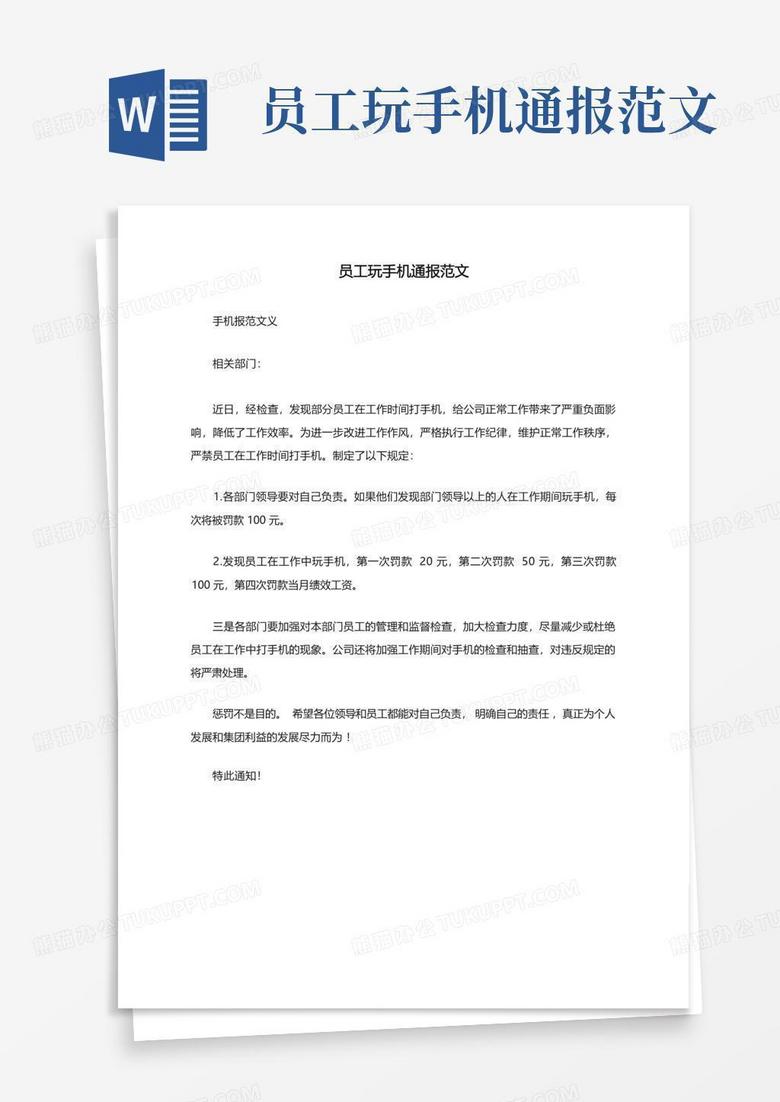 W
员工玩手机通报范文
员工玩手机通报范文
手机报范文义
相关部门：
近日，经检查，发现部分员工在工作时间打手机，给公司正常工作带来了严重负面影
响，降低了工作效率。为进一步改进工作作风，严格执行工作纪律，维护正常工作秩序，
严禁员工在工作时间打手机。制定了以下规定：
1.各部门领导要对自己负责。如果他们发现部门领导以上的人在工作期间玩手机，每
次将被罚款 100 元。
2.发现员工在工作中玩手机，第一次罚款 20 元，第二次罚款 50 元，第三次罚款
100 元，第四次罚款当月绩效工资。
三是各部门要加强对本部门员工的管理和监督检查，加大检查力度，尽量减少或杜绝
员工在工作中打手机的现象。公司还将加强工作期间对手机的检查和抽查，对违反规定的
将严肃处理。
惩罚不是目的。 希望各位领导和员工都能对自己负责， 明确自己的责任 ，真正为个人
发展和集团利益的发展尽力而为！
特此通知！
熊猫办公 TUKUPPT.COM